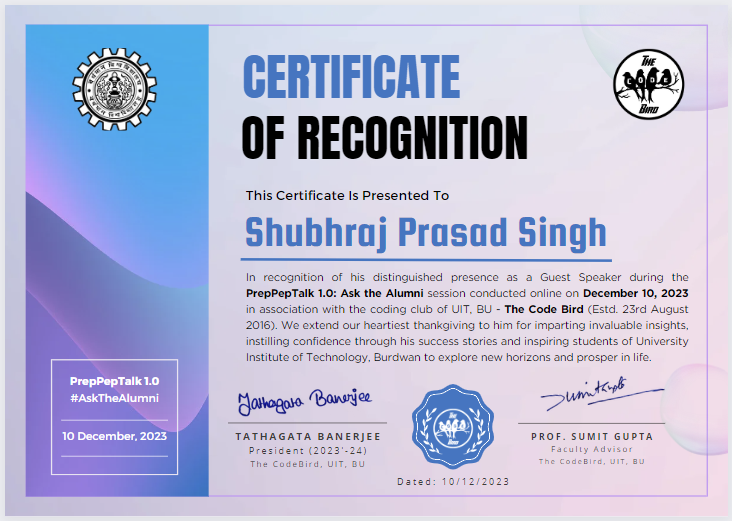 CERTIFICATE
OF RECOGNITION
THE
CODE
BIRD
This Certificate Is Presented To
Shubhraj Prasad Singh
In recognition of his distinguished presence as a Guest Speaker during the
PrepPepTalk 1.0: Ask the Alumni session conducted online on December 10, 2023
in association with the coding club of UIT, BU - The Code Bird (Estd. 23rd August
2016). We extend our heartiest thankgiving to him for imparting invaluable insights,
instilling confidence through his success stories and inspiring students of University
Institute of Technology, Burdwan to explore new horizons and prosper in life.
PrepPepTalk 1.0
#AskTheAlumni
10 December, 2023
Tathagata Banerjee
TATHAGATA BANERJEE
President (2023'-24)
The CodeBird, UIT, BU
THE
BIRD
Sumit Gupta
PROF. SUMIT GUPTA
Faculty Advisor
The CodeBird, UIT, BU
Dated: 10/12/2023